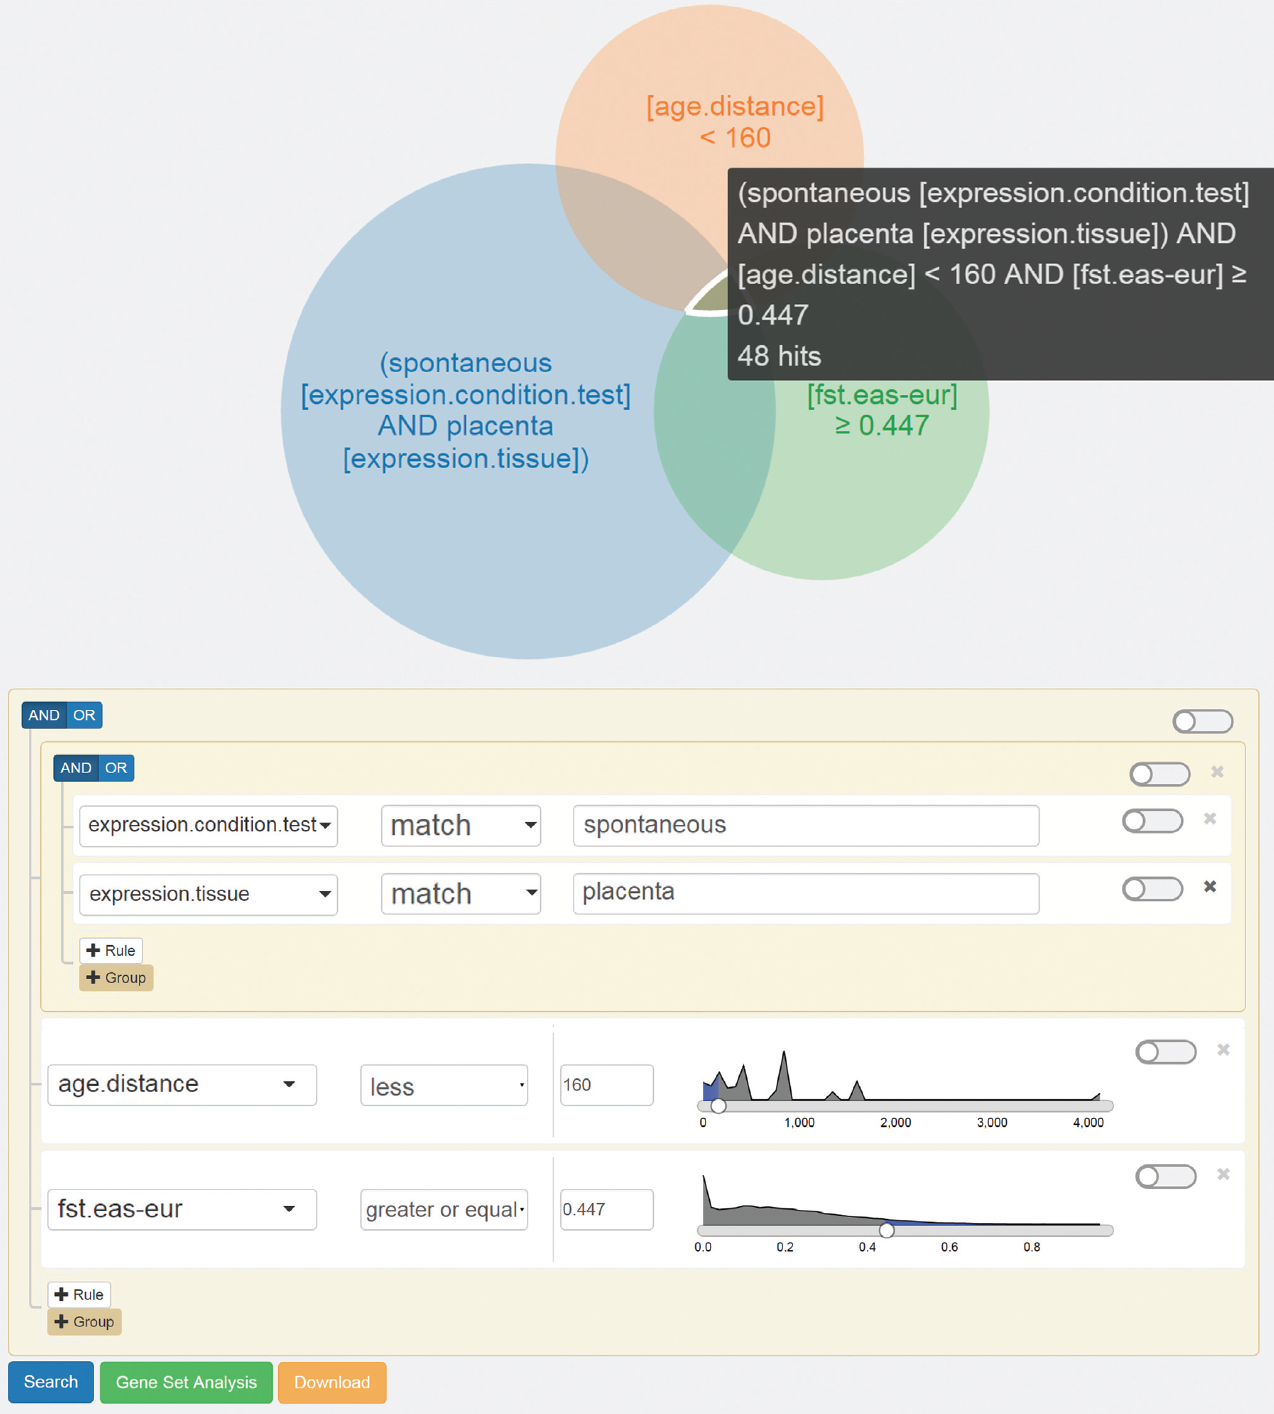 [age.distance]
< 160
(spontaneous [expression.condition.test]
AND placenta [expression.tissue]) AND
[age.distance] < 160 AND [fst.eas-eur] ≥
0.447
48 hits
(spontaneous
[expression.condition.test]
AND placenta
[expression.tissue])
[fst.eas-eur]
≥ 0.447
AND OR
AND OR
expression.condition.test match spontaneous
expression.tissue match placenta
Rule
Group
age.distance less 160
0 1,000 2,000 3,000 4,000
fst.eas-eur greater or equal 0.447
0.0 0.2 0.4 0.6 0.8
Rule
Group
Search Gene Set Analysis Download